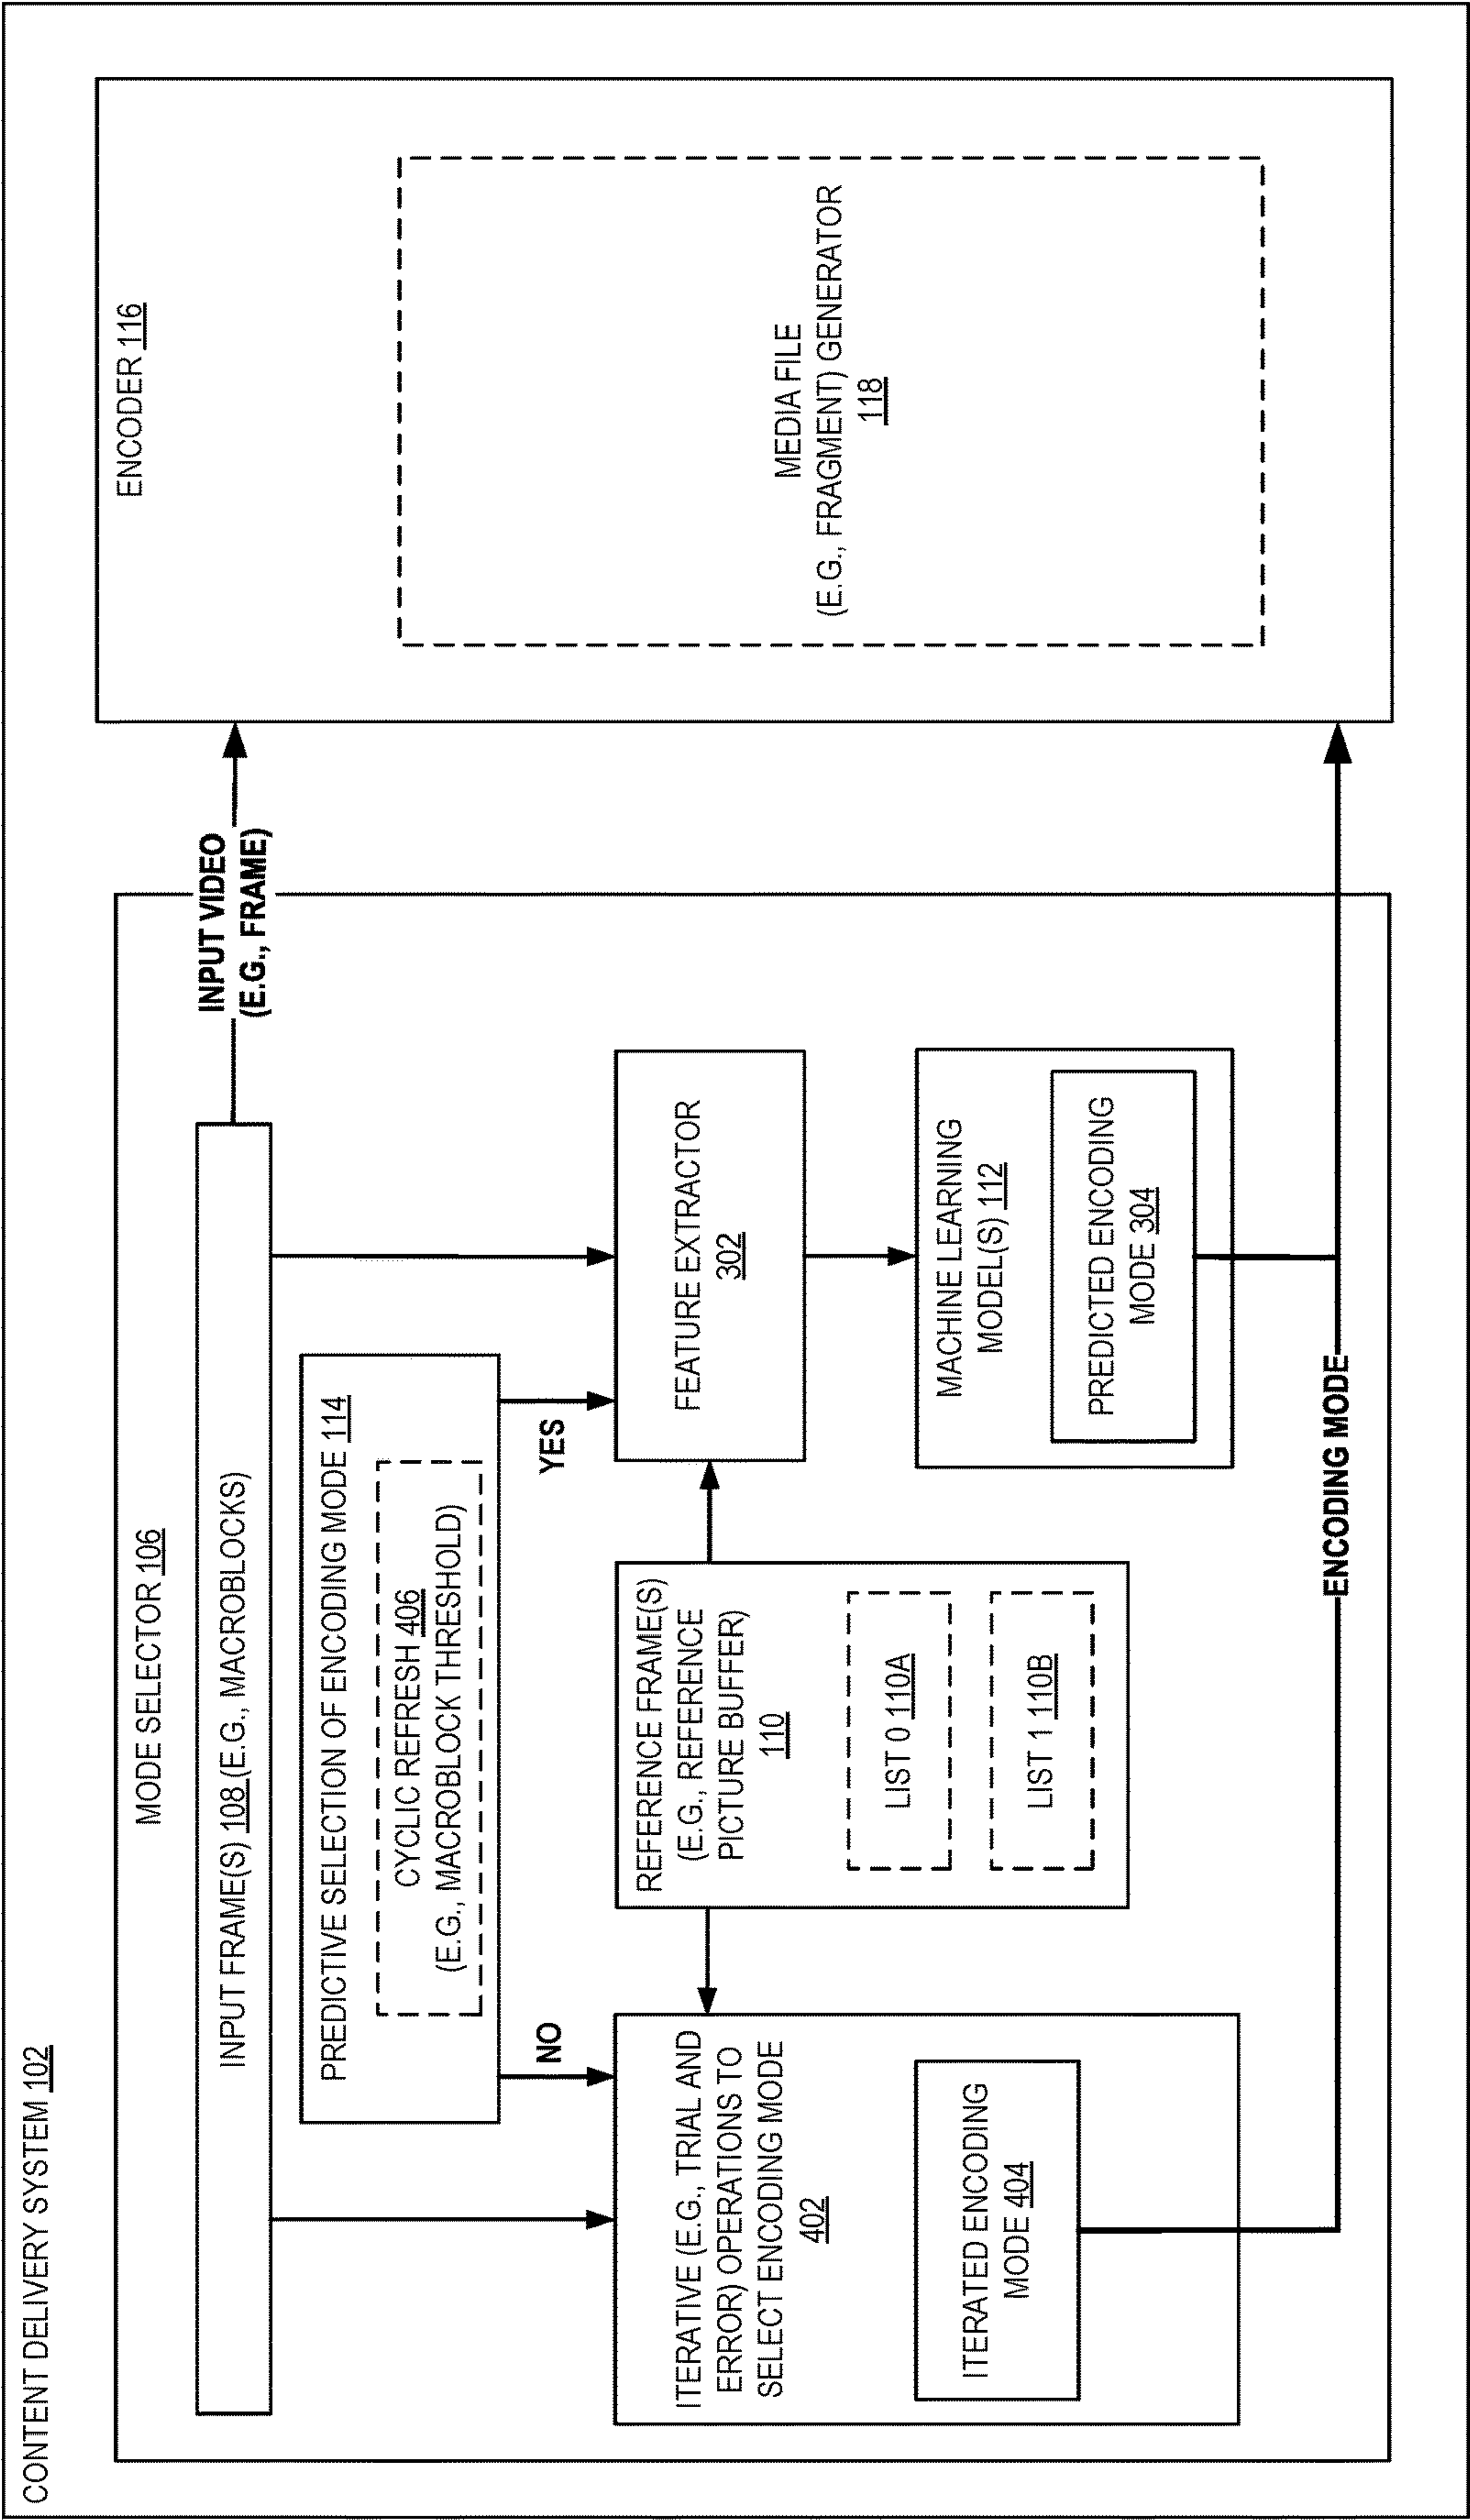 CONTENT DELIVERY SYSTEM 102
MODE SELECTOR 106
INPUT FRAME(S) 108 (E.G., MACROBLOCKS)
PREDICTIVE SELECTION OF ENCODING MODE 114
CYCLIC REFRESH 406
(E.G., MACROBLOCK THRESHOLD)
NO
YES
ITERATIVE (E.G., TRIAL AND
ERROR) OPERATIONS TO
SELECT ENCODING MODE
402
ITERATED ENCODING
MODE 404
REFERENCE FRAME(S)
(E.G., REFERENCE
PICTURE BUFFER)
110
LIST 0 110A
LIST 1 110B
FEATURE EXTRACTOR
302
MACHINE LEARNING
MODEL(S) 112
PREDICTED ENCODING
MODE 304
ENCODING MODE
INPUT VIDEO
(E.G., FRAME)
ENCODER 116
MEDIA FILE
(E.G., FRAGMENT) GENERATOR
118